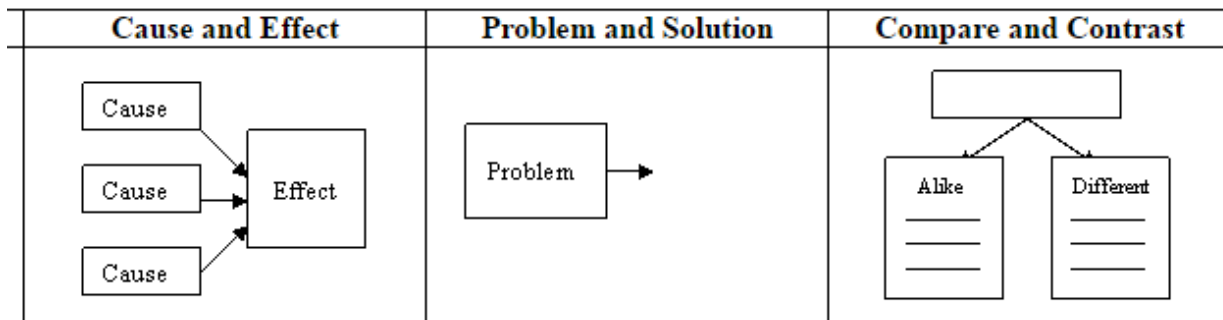 Cause and Effect
Problem and Solution
Compare and Contrast
Cause
Cause
Effect
Cause
Problem
Alike
Different